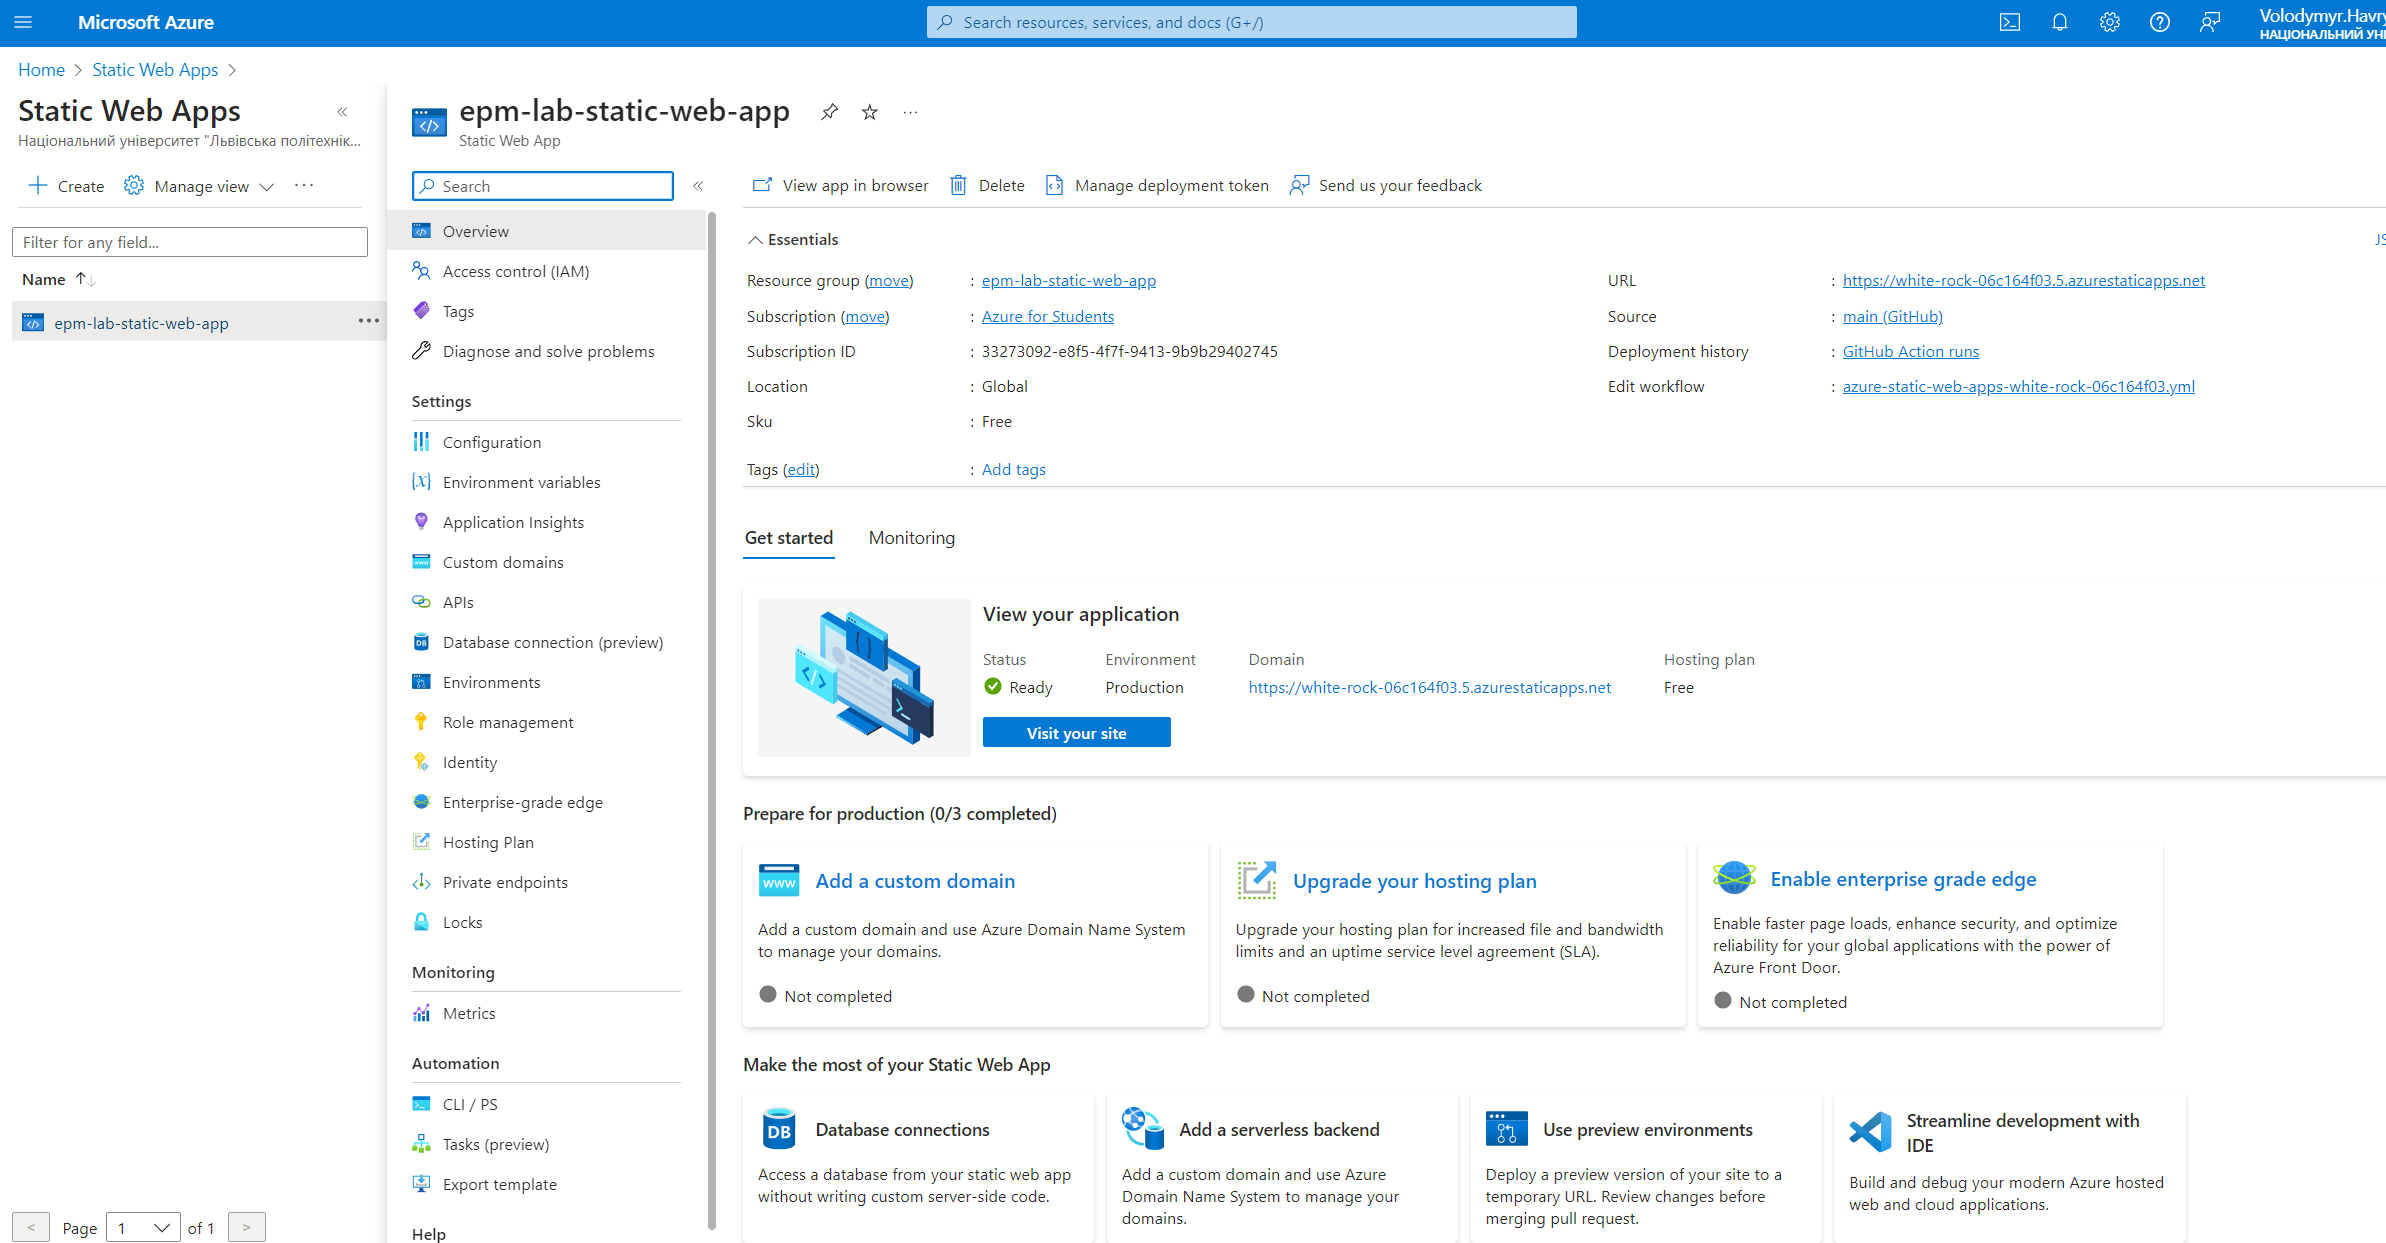 Microsoft Azure
Search resources, services, and docs (G+/)
Volodymyr.Havry
НАЦІОНАЛЬНИЙ УНІ
Home > Static Web Apps >
Static Web Apps
Національний університет "Львівська політехнік...
Create
Manage view
Filter for any field...
Name
epm-lab-static-web-app
Page 1 of 1
epm-lab-static-web-app
Static Web App
Search
Overview
Access control (IAM)
Tags
Diagnose and solve problems
Settings
Configuration
Environment variables
Application Insights
Custom domains
APIs
Database connection (preview)
Environments
Role management
Identity
Enterprise-grade edge
Hosting Plan
Private endpoints
Locks
Monitoring
Metrics
Automation
CLI / PS
Tasks (preview)
Export template
Help
View app in browser
Delete
Manage deployment token
Send us your feedback
Essentials
JS
Resource group (move) : epm-lab-static-web-app
Subscription (move) : Azure for Students
Subscription ID : 33273092-e8f5-4f7f-9413-9b9b29402745
Location : Global
Sku : Free
Tags (edit) : Add tags
URL : https://white-rock-06c164f03.5.azurestaticapps.net
Source : main (GitHub)
Deployment history : GitHub Action runs
Edit workflow : azure-static-web-apps-white-rock-06c164f03.yml
Get started
Monitoring
View your application
Status
Ready
Environment
Production
Domain
https://white-rock-06c164f03.5.azurestaticapps.net
Hosting plan
Free
Visit your site
Prepare for production (0/3 completed)
www
Add a custom domain
Add a custom domain and use Azure Domain Name System
to manage your domains.
Not completed
Upgrade your hosting plan
Upgrade your hosting plan for increased file and bandwidth
limits and an uptime service level agreement (SLA).
Not completed
Enable enterprise grade edge
Enable faster page loads, enhance security, and optimize
reliability for your global applications with the power of
Azure Front Door.
Not completed
Make the most of your Static Web App
DB
Database connections
Access a database from your static web app
without writing custom server-side code.
Add a serverless backend
Add a custom domain and use Azure
Domain Name System to manage your
domains.
Use preview environments
Deploy a preview version of your site to a
temporary URL. Review changes before
merging pull request.
Streamline development with
IDE
Build and debug your modern Azure hosted
web and cloud applications.